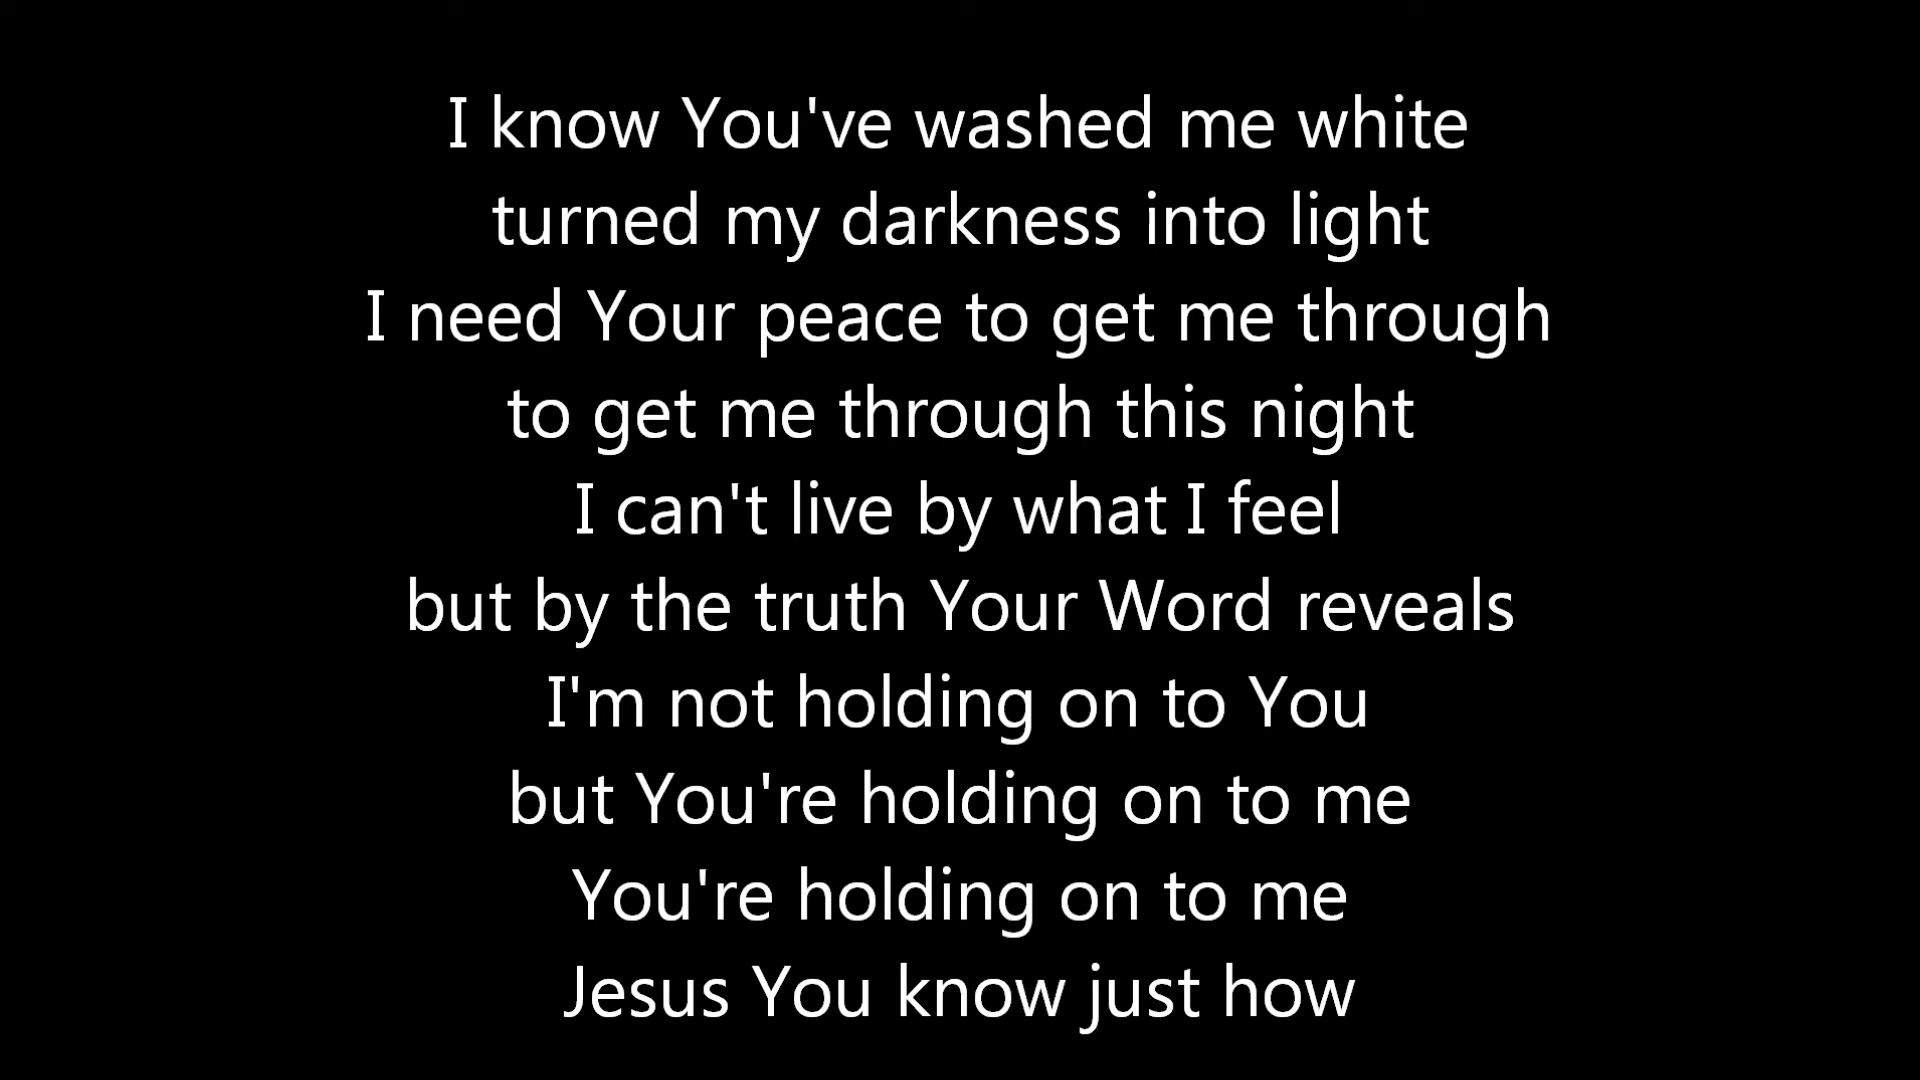 I know You've washed me white
turned my darkness into light
I need Your peace to get me through
to get me through this night
I can't live by what I feel
but by the truth Your Word reveals
I'm not holding on to You
but You're holding on to me
You're holding on to me
Jesus You know just how